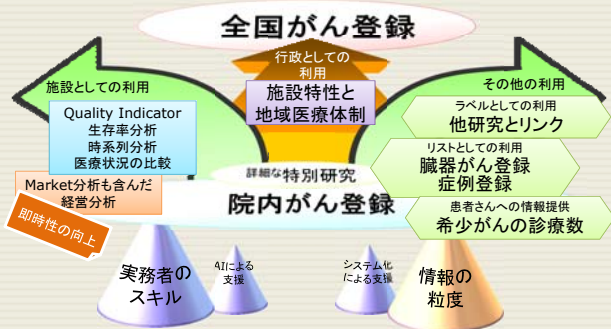 全国がん登録
施設としての利用
行政としての
利用
その他の利用
施設特性と
地域医療体制
Quality Indicator
生存率分析
時系列分析
医療状況の比較
ラベルとしての利用
他研究とリンク
リストとしての利用
臓器がん登録
症例登録
詳細な特別研究
Market分析も含んだ
経営分析
院内がん登録
患者さんへの情報提供
希少がんの診療数
即時性の向上
実務者の
スキル
AIによる
支援
システム化
による支援
情報の
粒度